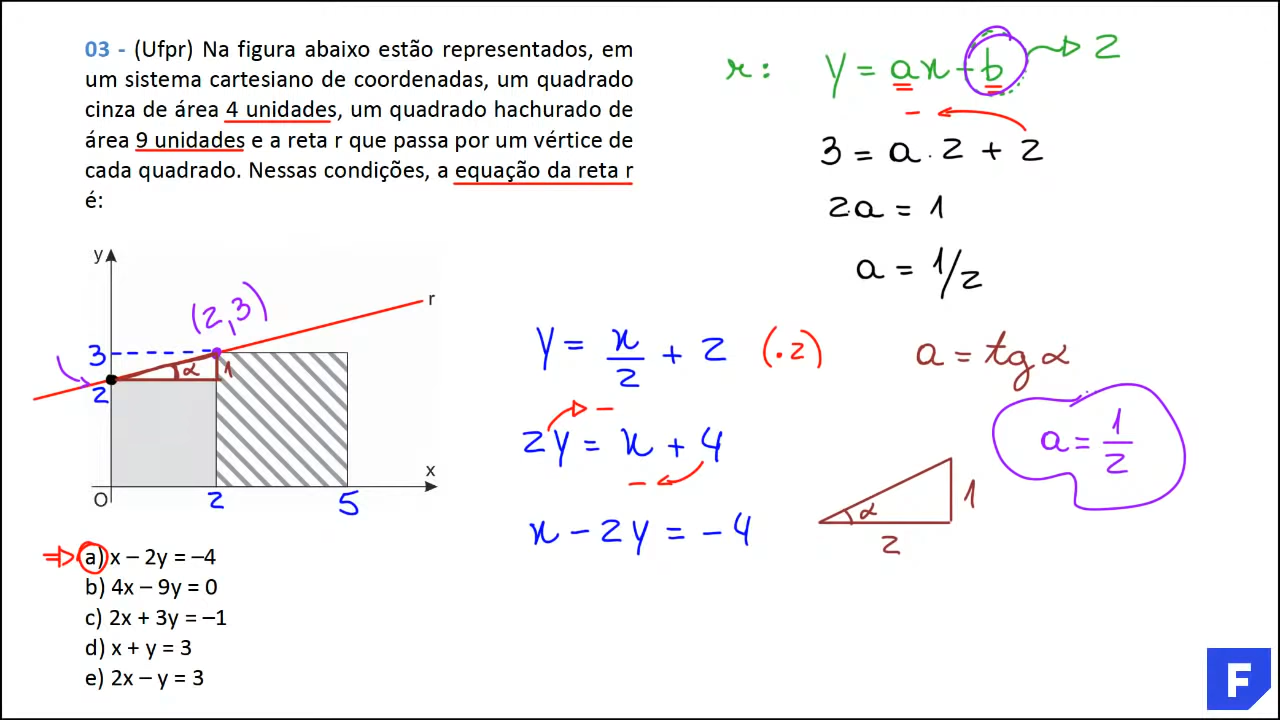 03 - (Ufpr) Na figura abaixo estão representados, em
um sistema cartesiano de coordenadas, um quadrado
cinza de área 4 unidades, um quadrado hachurado de
área 9 unidades e a reta r que passa por um vértice de
cada quadrado. Nessas condições, a equação da reta r
é:
y
r
(2,3)
3
2
α
1
x
O
2
5
a) x – 2y = –4
b) 4x – 9y = 0
c) 2x + 3y = –1
d) x + y = 3
e) 2x – y = 3
r: y = ax - b → 2
-
3 = a . 2 + 2
2a = 1
a = 1/2
y = x/2 + 2 (.2)
-
2y = x + 4
-
x - 2y = -4
a = tg α
a = 1/2
α
1
2
F